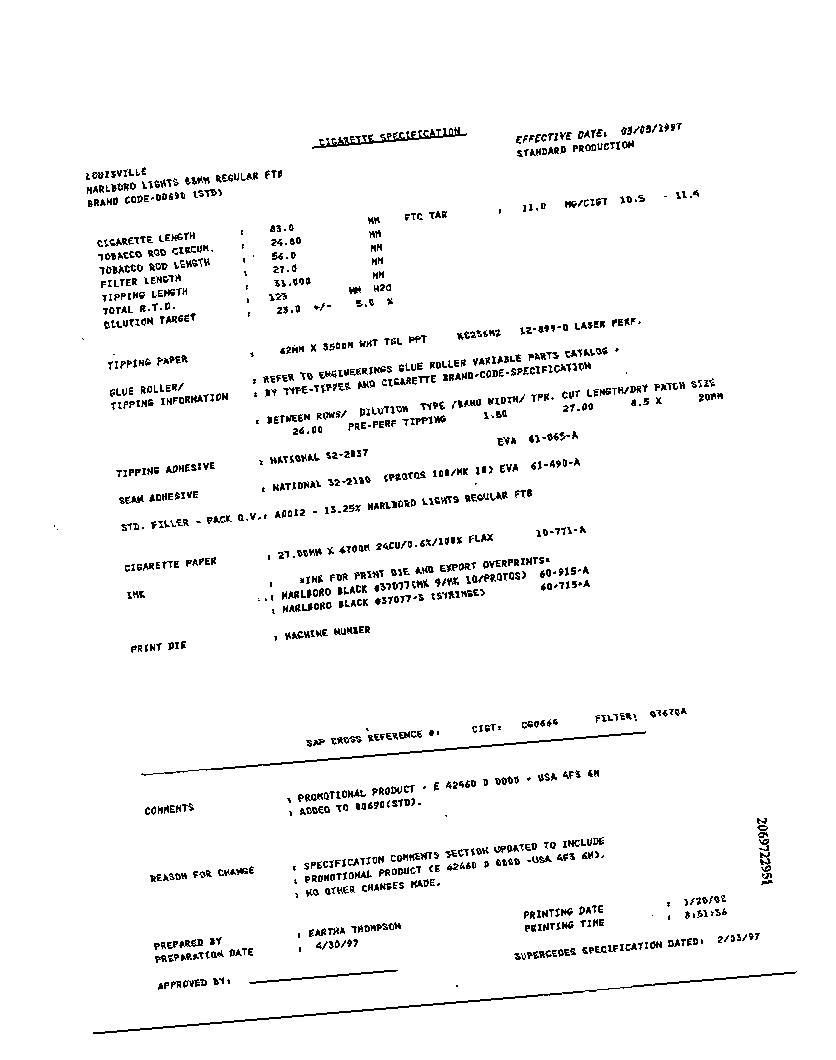 CIGARETTE SPECIFICATION
EFFECTIVE DATE: 03/03/1997
STANDARD PRODUCTION
LOUISVILLE
MARLBORO LIGHTS 83MM REGULAR FTB
BRAND CODE-00690 (STD)
CIGARETTE LENGTH : 83.0 MM FTC TAR : 11.0 MG/CIGT 10.5 - 11.4
TOBACCO ROD CIRCUM. : 24.80 MM
TOBACCO ROD LENGTH : 56.0 MM
FILTER LENGTH : 27.0 MM
TIPPING LENGTH : 31.000 MM
TOTAL R.T.D. : 123 MM H2O
DILUTION TARGET : 23.0 +/- 5.0 %
TIPPING PAPER : 62MM X 3500M WHT TGL PPT KC236M2 12-899-0 LASER PERF.
GLUE ROLLER/ : REFER TO ENGINEERINGS GLUE ROLLER VARIABLE PARTS CATALOG -
TIPPING INFORMATION : BY TYPE-TIPPER AND CIGARETTE BRAND-CODE-SPECIFICATION
: BETWEEN ROWS/ DILUTION TYPE /BAND WIDTH/ TPR. CUT LENGTH/DRY PATCH SIZE
26.00 PRE-PERF TIPPING 1.80 27.00 8.5 X 20MM
TIPPING ADHESIVE : NATIONAL 32-2037 EVA 61-065-A
SEAM ADHESIVE : NATIONAL 32-2180 (PROTOS 100/MK 10) EVA 61-490-A
STD. FILLER - PACK O.V.: A0012 - 13.25% MARLBORO LIGHTS REGULAR FTB
CIGARETTE PAPER : 27.00MM X 6700M 24CU/0.6%/100% FLAX 10-771-A
INK : *INK FOR PRINT DIE AND EXPORT OVERPRINTS*
: MARLBORO BLACK #37077(MK 9/MK 10/PROTOS) 60-915-A
: MARLBORO BLACK #37077-S (SYRINGE) 60-715-A
PRINT DIE : MACHINE NUMBER
SAP CROSS REFERENCE #: CIGT: CG0664 FILTER: 07670A
COMMENTS : PROMOTIONAL PRODUCT - E 42460 D 0000 - USA 4F3 6M
: ADDED TO 00690(STD).
REASON FOR CHANGE : SPECIFICATION COMMENTS SECTION UPDATED TO INCLUDE
: PROMOTIONAL PRODUCT (E 42460 D 0000 -USA 4F3 6M).
: NO OTHER CHANGES MADE.
PREPARED BY : EARTHA THOMPSON PRINTING DATE : 3/20/02
PREPARATION DATE : 4/30/97 PRINTING TIME : 8:51:56
SUPERCEDES SPECIFICATION DATED: 2/03/97
APPROVED BY:
2069722951